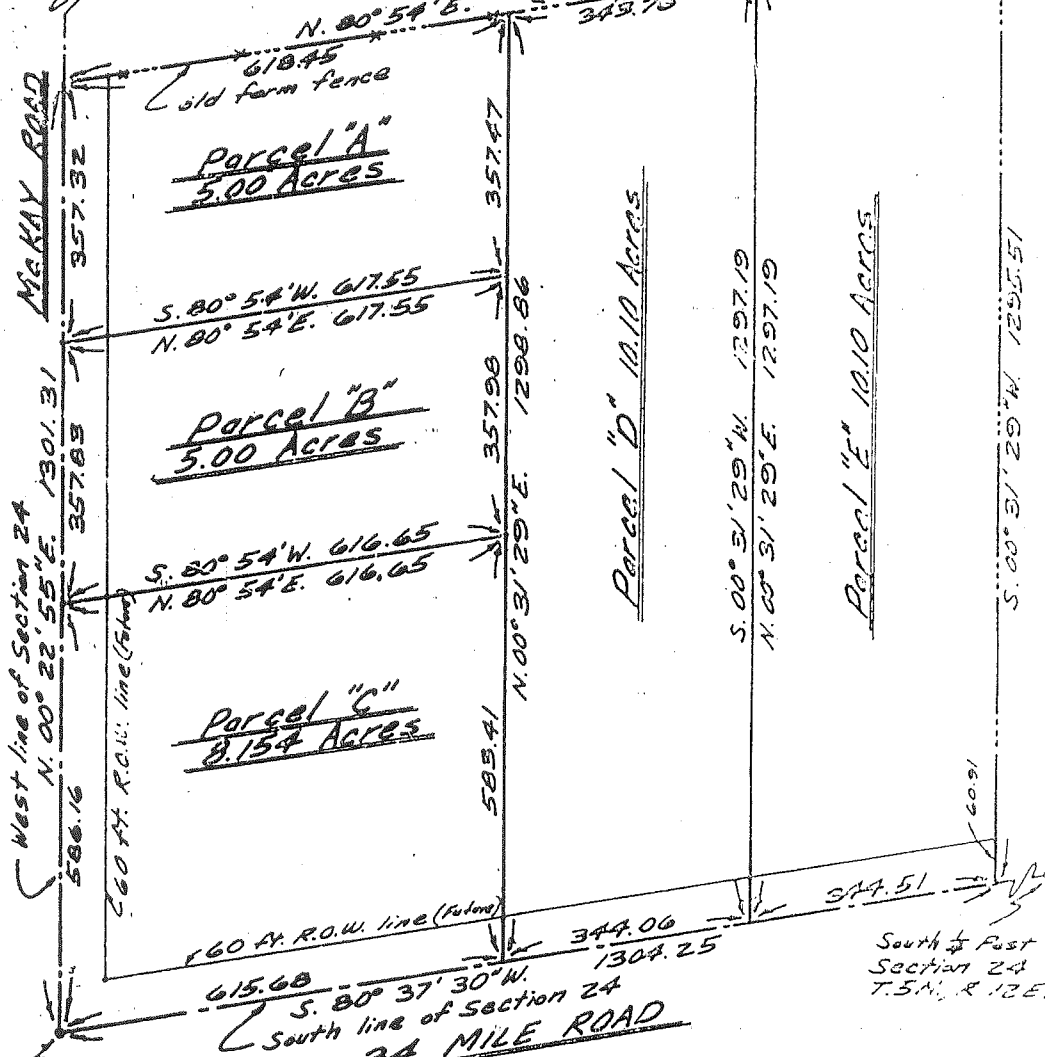 N. 80° 54' E.
618.45
old farm fence
343.73
McKAY ROAD
357.32
Parcel "A"
5.00 Acres
357.47
S. 80° 54' W. 617.55
N. 80° 54' E. 617.55
West line of Section 24
N. 00° 22' 55" E. 1301.31
357.83
Parcel "B"
5.00 Acres
357.98
1298.86
N. 00° 31' 29" E.
S. 80° 54' W. 616.65
N. 80° 54' E. 616.65
586.16
60 ft. R.O.W. line (Future)
Parcel "C"
8.154 Acres
583.41
Parcel "D" 10.10 Acres
S. 00° 31' 29" W. 1297.19
N. 00° 31' 29" E. 1297.19
Parcel "E" 10.10 Acres
S. 00° 31' 29" W. 1295.51
60.91
60 ft. R.O.W. line (Future)
615.68
344.06
344.51
S. 80° 37' 30" W.
1304.25
South line of Section 24
MILE ROAD
South ¼ Post
Section 24
T.5N., R.12E.